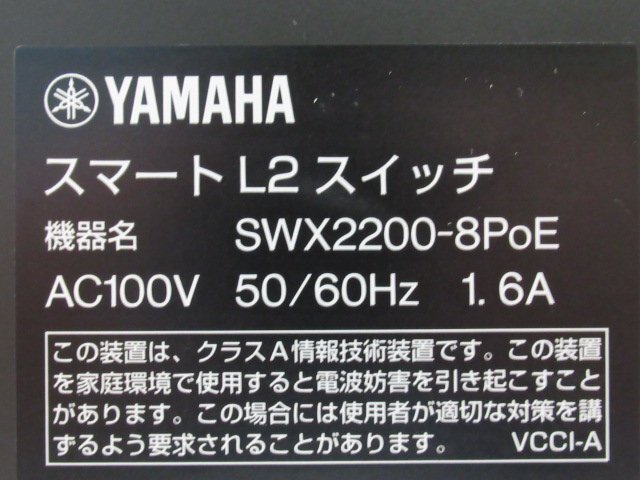 YAMAHA
スマート L2 スイッチ
機器名 SWX2200-8PoE
AC100V 50/60Hz 1.6A
この装置は、クラスA情報技術装置です。この装置
を家庭環境で使用すると電波妨害を引き起こすこと
があります。この場合には使用者が適切な対策を講
ずるよう要求されることがあります。 VCCI-A